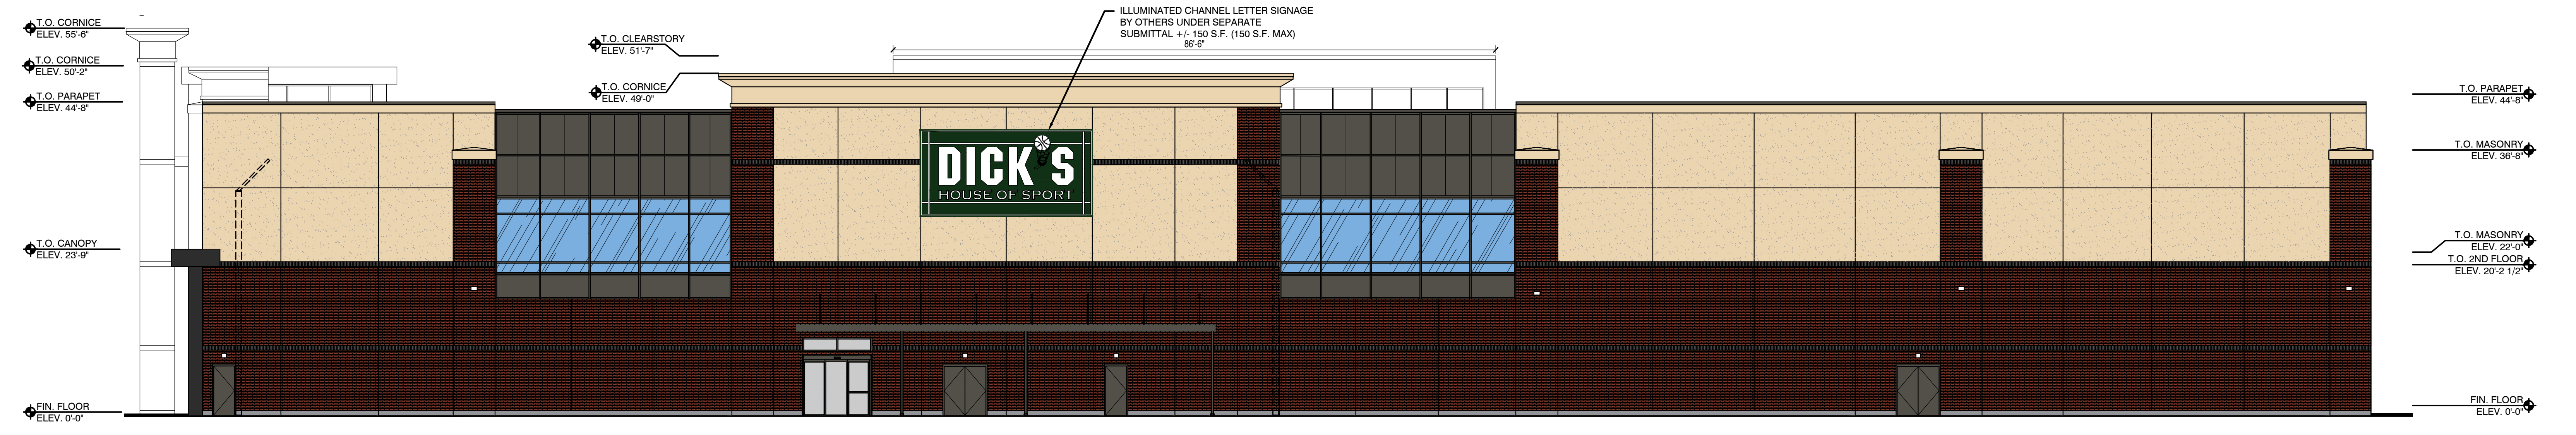 T.O. CORNICE
ELEV. 55'-6"
T.O. CORNICE
ELEV. 50'-2"
T.O. PARAPET
ELEV. 44'-8"
T.O. CANOPY
ELEV. 23'-9"
FIN. FLOOR
ELEV. 0'-0"
T.O. CLEARSTORY
ELEV. 51'-7"
T.O. CORNICE
ELEV. 49'-0"
ILLUMINATED CHANNEL LETTER SIGNAGE
BY OTHERS UNDER SEPARATE
SUBMITTAL +/- 150 S.F. (150 S.F. MAX)
86'-6"
DICK'S
HOUSE OF SPORT
T.O. PARAPET
ELEV. 44'-8"
T.O. MASONRY
ELEV. 36'-8"
T.O. MASONRY
ELEV. 22'-0"
T.O. 2ND FLOOR
ELEV. 20'-2 1/2"
FIN. FLOOR
ELEV. 0'-0"